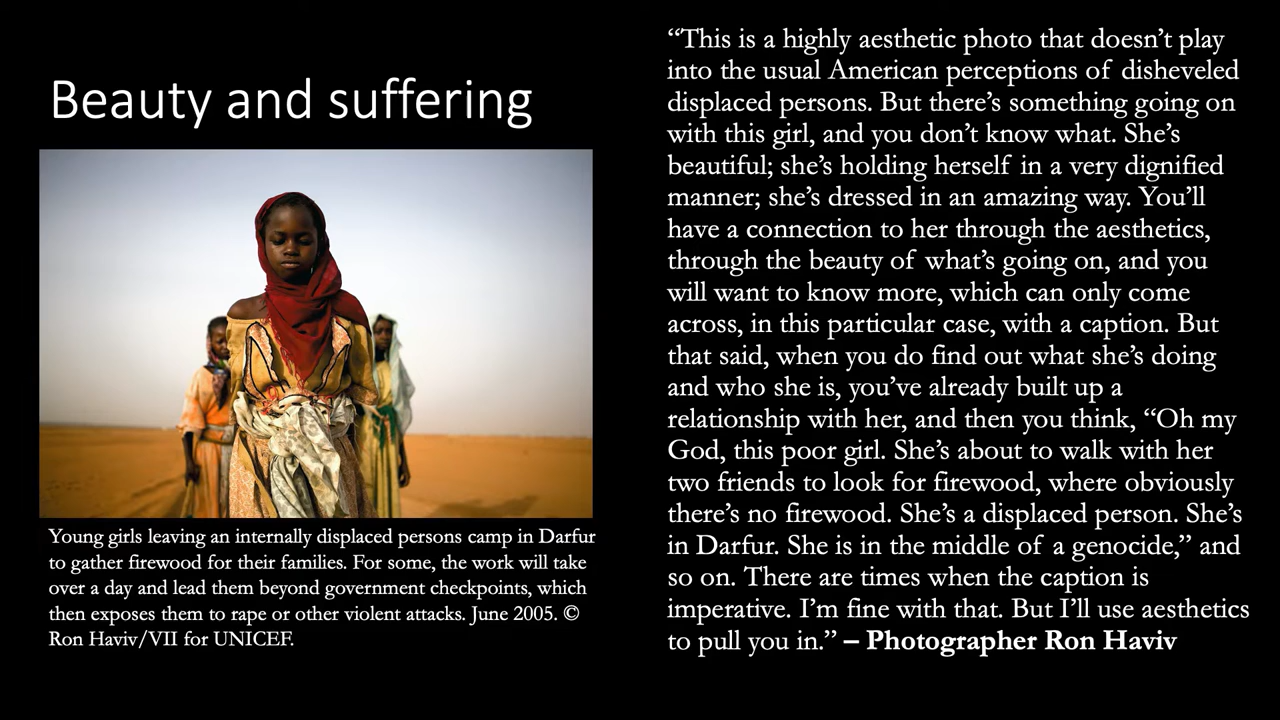 Beauty and suffering
Young girls leaving an internally displaced persons camp in Darfur
to gather firewood for their families. For some, the work will take
over a day and lead them beyond government checkpoints, which
then exposes them to rape or other violent attacks. June 2005. ©
Ron Haviv/VII for UNICEF.
“This is a highly aesthetic photo that doesn’t play
into the usual American perceptions of disheveled
displaced persons. But there’s something going on
with this girl, and you don’t know what. She’s
beautiful; she’s holding herself in a very dignified
manner; she’s dressed in an amazing way. You’ll
have a connection to her through the aesthetics,
through the beauty of what’s going on, and you
will want to know more, which can only come
across, in this particular case, with a caption. But
that said, when you do find out what she’s doing
and who she is, you’ve already built up a
relationship with her, and then you think, “Oh my
God, this poor girl. She’s about to walk with her
two friends to look for firewood, where obviously
there’s no firewood. She’s a displaced person. She’s
in Darfur. She is in the middle of a genocide,” and
so on. There are times when the caption is
imperative. I’m fine with that. But I’ll use aesthetics
to pull you in.” – Photographer Ron Haviv